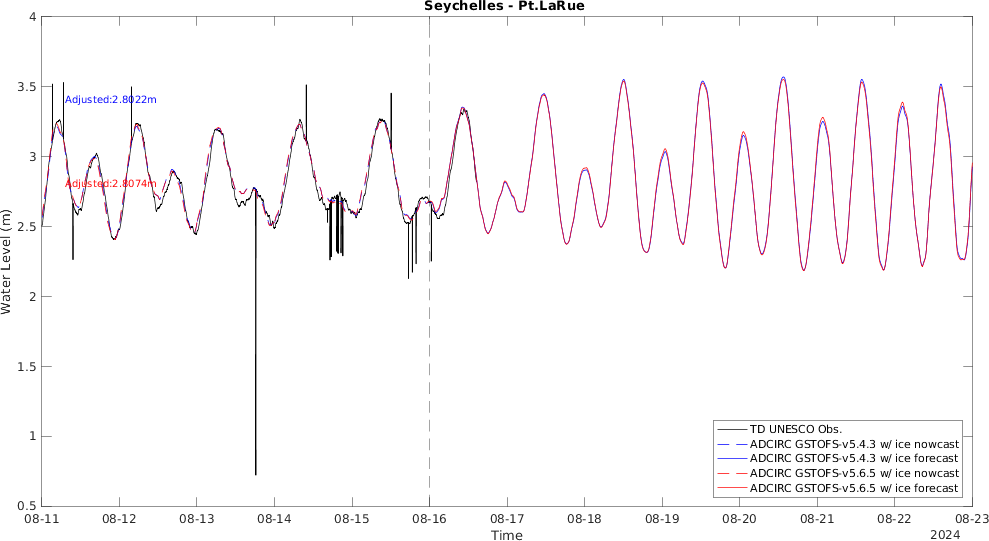 Seychelles - Pt.LaRue
Water Level (m)
4
3.5
3
2.5
2
1.5
1
0.5
Adjusted:2.8022m
Adjusted:2.8074m
TD UNESCO Obs.
ADCIRC GSTOFS-v5.4.3 w/ ice nowcast
ADCIRC GSTOFS-v5.4.3 w/ ice forecast
ADCIRC GSTOFS-v5.6.5 w/ ice nowcast
ADCIRC GSTOFS-v5.6.5 w/ ice forecast
08-11 08-12 08-13 08-14 08-15 08-16 08-17 08-18 08-19 08-20 08-21 08-22 08-23
Time
2024